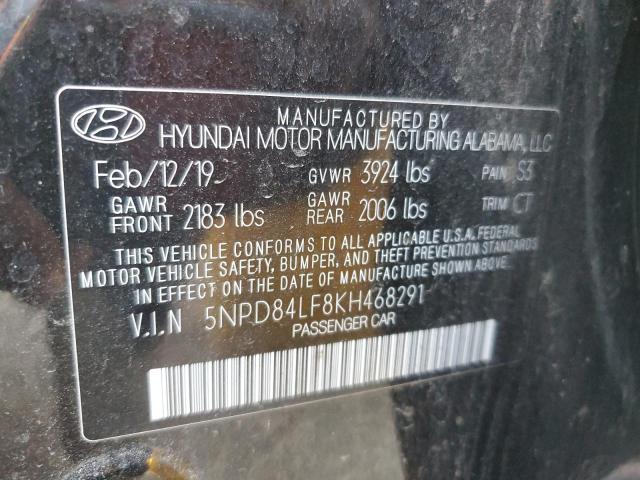 MANUFACTURED BY
HYUNDAI MOTOR MANUFACTURING ALABAMA, LLC
Feb/12/19 GVWR 3924 lbs PAIN S3
GAWR FRONT 2183 lbs GAWR REAR 2006 lbs TRIM CT
THIS VEHICLE CONFORMS TO ALL APPLICABLE U.S.A. FEDERAL
MOTOR VEHICLE SAFETY, BUMPER, AND THEFT PREVENTION STANDARDS
IN EFFECT ON THE DATE OF MANUFACTURE SHOWN ABOVE.
V.I.N 5NPD84LF8KH468291
PASSENGER CAR